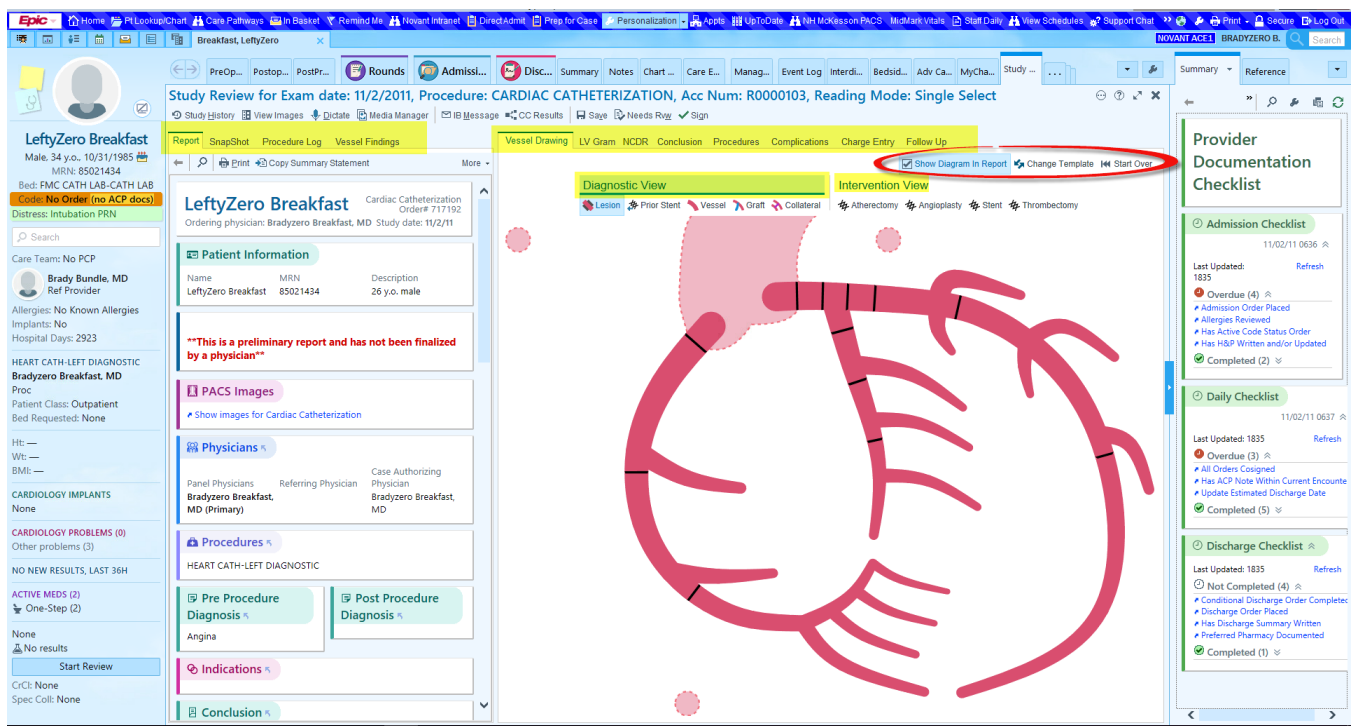 Epic Home Pt Lookup/Chart Care Pathways In Basket Remind Me Novant Intranet DirectAdmit Prep for Case Personalization Appts UpToDate NH McKesson PACS MidMark Vitals Staff Daily View Schedules Support Chat Print Secure Log Out
Breakfast, LeftyZero NOVANT ACE1 BRADYZERO B. Search
PreOp... Postop... PostPr... Rounds Admissi... Disc... Summary Notes Chart ... Care E... Manag... Event Log Interdi... Bedsid... Adv Ca... MyCha... Study ... ... Summary Reference
Study Review for Exam date: 11/2/2011, Procedure: CARDIAC CATHETERIZATION, Acc Num: R0000103, Reading Mode: Single Select
Study History View Images Dictate Media Manager IB Message CC Results Save Needs Rvw Sign
LeftyZero Breakfast
Male, 34 y.o., 10/31/1985
MRN: 85021434
Bed: FMC CATH LAB-CATH LAB
Code: No Order (no ACP docs)
Distress: Intubation PRN
Search
Care Team: No PCP
Brady Bundle, MD
Ref Provider
Allergies: No Known Allergies
Implants: No
Hospital Days: 2923
HEART CATH-LEFT DIAGNOSTIC
Bradyzero Breakfast, MD
Proc
Patient Class: Outpatient
Bed Requested: None
Ht: —
Wt: —
BMI: —
CARDIOLOGY IMPLANTS
None
CARDIOLOGY PROBLEMS (0)
Other problems (3)
NO NEW RESULTS, LAST 36H
ACTIVE MEDS (2)
One-Step (2)
None
No results
Start Review
CrCl: None
Spec Coll: None
Report SnapShot Procedure Log Vessel Findings
Print Copy Summary Statement More
LeftyZero Breakfast
Cardiac Catheterization
Order# 717192
Ordering physician: Bradyzero Breakfast, MD Study date: 11/2/11
Patient Information
Name MRN Description
LeftyZero Breakfast 85021434 26 y.o. male
**This is a preliminary report and has not been finalized
by a physician**
PACS Images
Show images for Cardiac Catheterization
Physicians
Panel Physicians Referring Physician Case Authorizing
Physician
Bradyzero Breakfast, Bradyzero Breakfast,
MD (Primary) MD
Procedures
HEART CATH-LEFT DIAGNOSTIC
Pre Procedure Post Procedure
Diagnosis Diagnosis
Angina
Indications
Conclusion
Vessel Drawing LV Gram NCDR Conclusion Procedures Complications Charge Entry Follow Up
Show Diagram In Report Change Template Start Over
Diagnostic View Intervention View
Lesion Prior Stent Vessel Graft Collateral Atherectomy Angioplasty Stent Thrombectomy
Provider
Documentation
Checklist
Admission Checklist
11/02/11 0636
Last Updated: Refresh
1835
Overdue (4)
Admission Order Placed
Allergies Reviewed
Has Active Code Status Order
Has H&P Written and/or Updated
Completed (2)
Daily Checklist
11/02/11 0637
Last Updated: 1835 Refresh
Overdue (3)
All Orders Cosigned
Has ACP Note Within Current Encounte
Update Estimated Discharge Date
Completed (5)
Discharge Checklist
Last Updated: 1835 Refresh
Not Completed (4)
Conditional Discharge Order Completec
Discharge Order Placed
Has Discharge Summary Written
Preferred Pharmacy Documented
Completed (1)